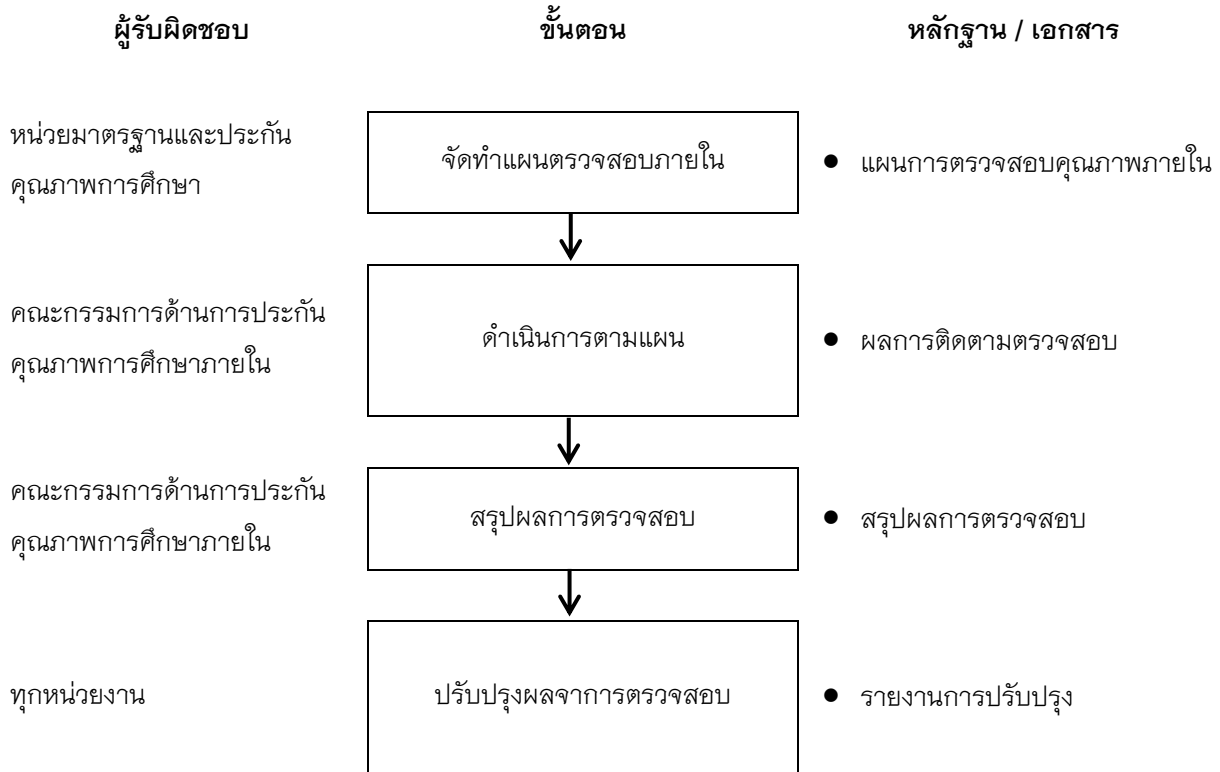 ผู้รับผิดชอบ ขั้นตอน หลักฐาน / เอกสาร
หน่วยมาตรฐานและประกัน
คุณภาพการศึกษา
จัดทำแผนตรวจสอบภายใน
● แผนการตรวจสอบคุณภาพภายใน
คณะกรรมการด้านการประกัน
คุณภาพการศึกษาภายใน
ดำเนินการตามแผน
● ผลการติดตามตรวจสอบ
คณะกรรมการด้านการประกัน
คุณภาพการศึกษาภายใน
สรุปผลการตรวจสอบ
● สรุปผลการตรวจสอบ
ทุกหน่วยงาน
ปรับปรุงผลจาการตรวจสอบ
● รายงานการปรับปรุง